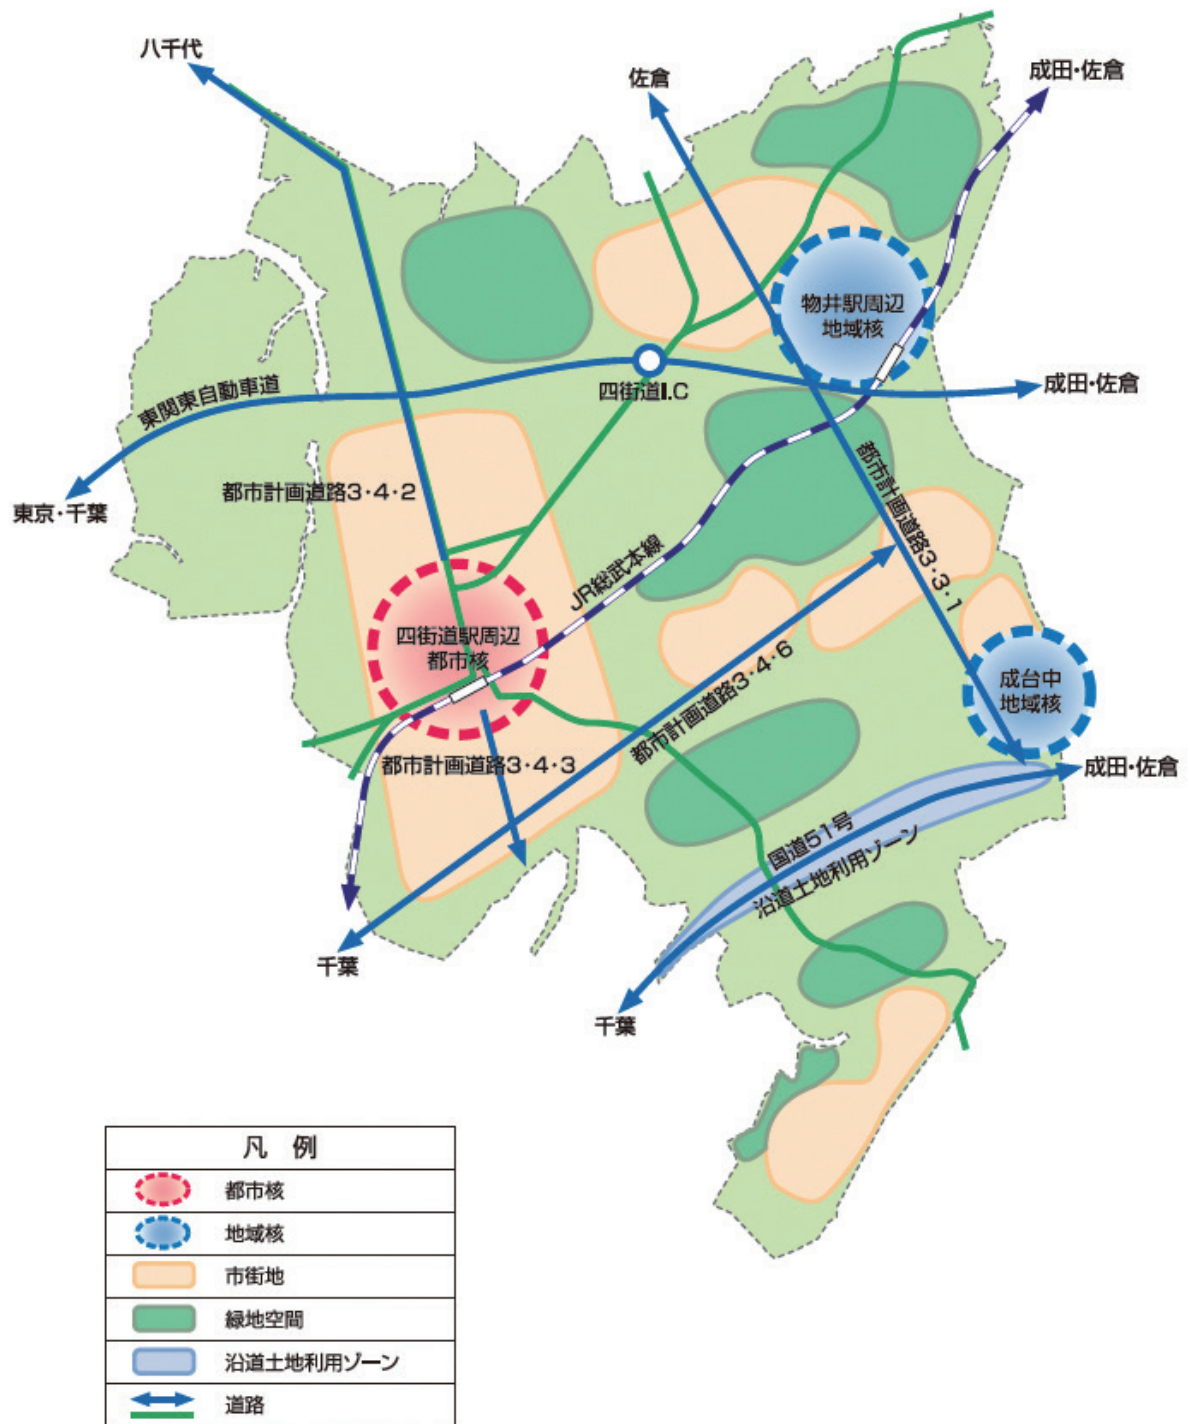 八千代
佐倉
成田・佐倉
物井駅周辺
地域核
四街道I.C
成田・佐倉
東関東自動車道
東京・千葉
都市計画道路3・4・2
都市計画道路3・3・1
JR総武本線
四街道駅周辺
都市核
成台中
地域核
都市計画道路3・4・6
都市計画道路3・4・3
成田・佐倉
国道51号
沿道土地利用ゾーン
千葉
千葉
凡 例
都市核
地域核
市街地
緑地空間
沿道土地利用ゾーン
道路